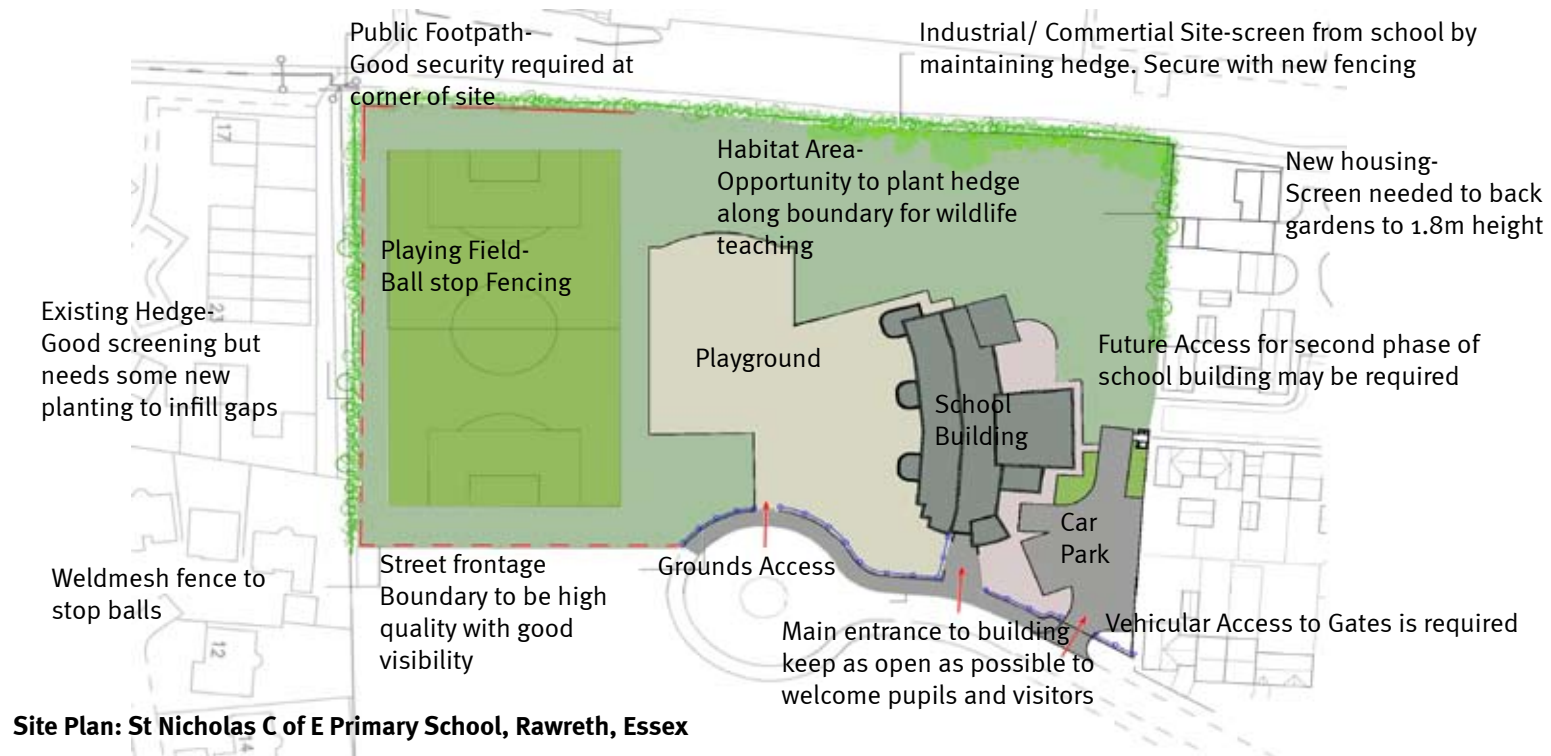 Public Footpath-
Good security required at
corner of site
Industrial/ Commertial Site-screen from school by
maintaining hedge. Secure with new fencing
17
Habitat Area-
Opportunity to plant hedge
along boundary for wildlife
teaching
New housing-
Screen needed to back
gardens to 1.8m height
Playing Field-
Ball stop Fencing
Existing Hedge-
Good screening but
needs some new
planting to infill gaps
Playground
Future Access for second phase of
school building may be required
School
Building
Car
Park
Weldmesh fence to
stop balls
Street frontage
Boundary to be high
quality with good
visibility
Grounds Access
Main entrance to building
keep as open as possible to
welcome pupils and visitors
Vehicular Access to Gates is required
12
Site Plan: St Nicholas C of E Primary School, Rawreth, Essex
14